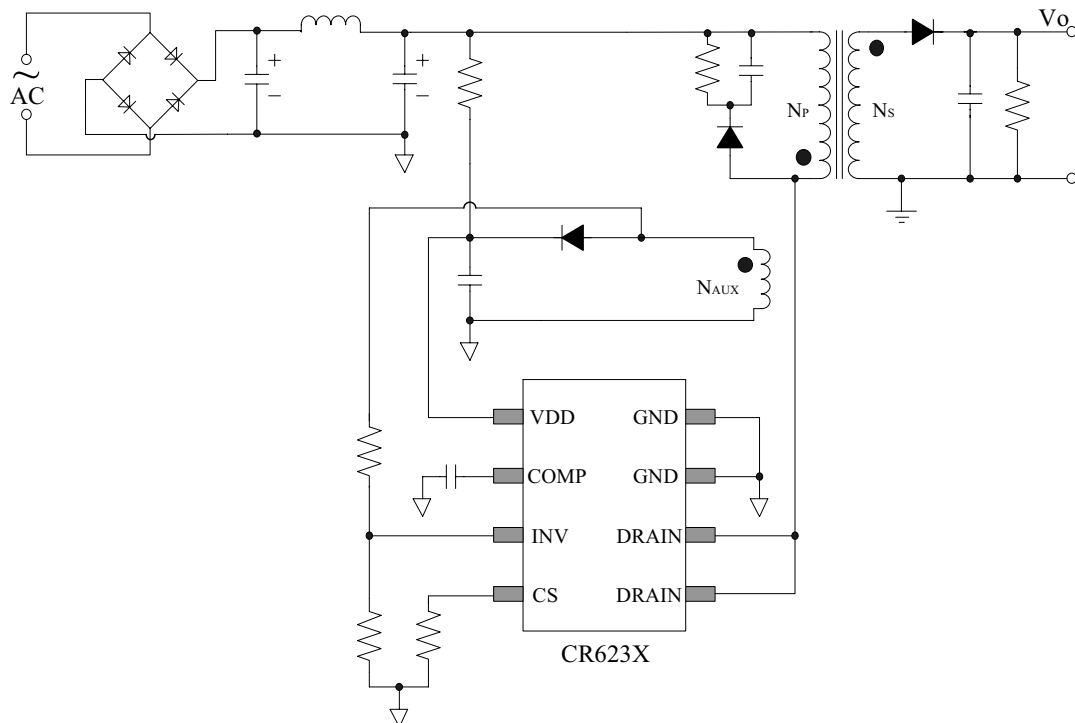 Vo
~
AC
+
−
+
−
NP
NS
NAUX
VDD
GND
COMP
GND
INV
DRAIN
CS
DRAIN
CR623X